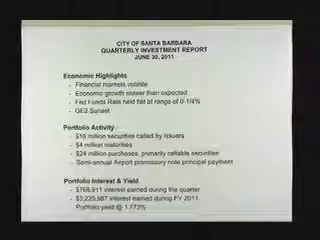 CITY OF SANTA BARBARA
QUARTERLY INVESTMENT REPORT
JUNE 30, 2011
Economic Highlights
- Financial markets volatile
- Economic growth slower than expected
- Fed Funds Rate held flat at range of 0-1/4%
- QE2 Sunset
Portfolio Activity
- $16 million securities called by issuers
- $4 million maturities
- $24 million purchases, primarily callable securities
- Semi-annual Airport promissory note principal payment
Portfolio Interest & Yield
- $768,911 interest earned during the quarter
- $3,225,887 interest earned during FY 2011
- Portfolio yield @ 1.773%